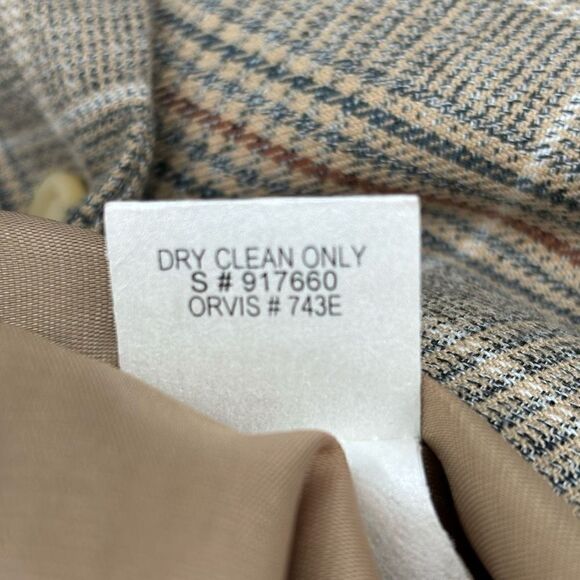 DRY CLEAN ONLY
S # 917660
ORVIS # 743E